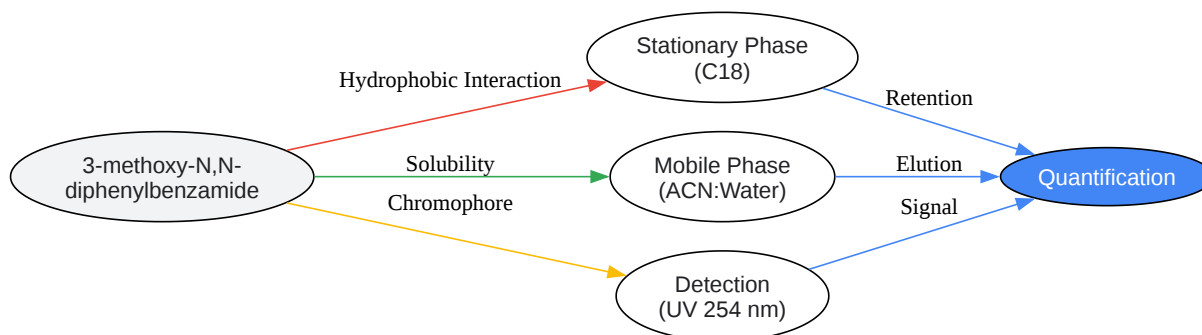 Stationary Phase
(C18)
Hydrophobic Interaction
Retention
3-methoxy-N,N-
diphenylbenzamide
Solubility
Mobile Phase
(ACN:Water)
Elution
Quantification
Chromophore
Signal
Detection
(UV 254 nm)